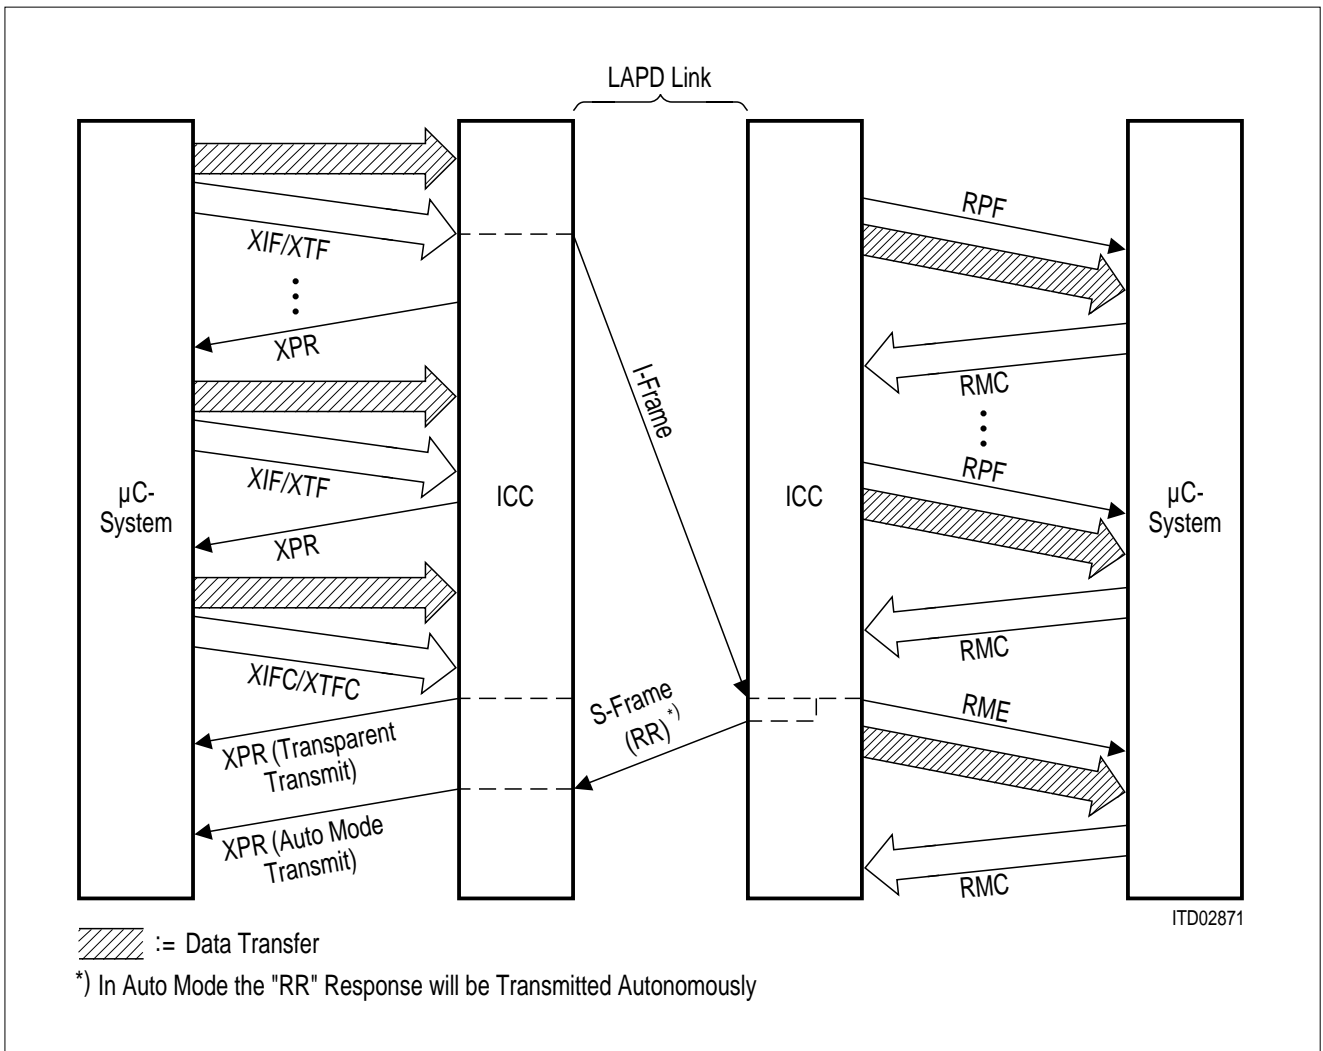 LAPD Link
XIF/XTF
XPR
XIF/XTF
XPR
XIFC/XTFC
XPR (Transparent
Transmit)
XPR (Auto Mode
Transmit)
µC-
System
ICC
I-Frame
S-Frame
(RR) *)
ICC
RPF
RMC
RPF
RMC
RME
RMC
µC-
System
ITD02871
:= Data Transfer
*) In Auto Mode the "RR" Response will be Transmitted Autonomously